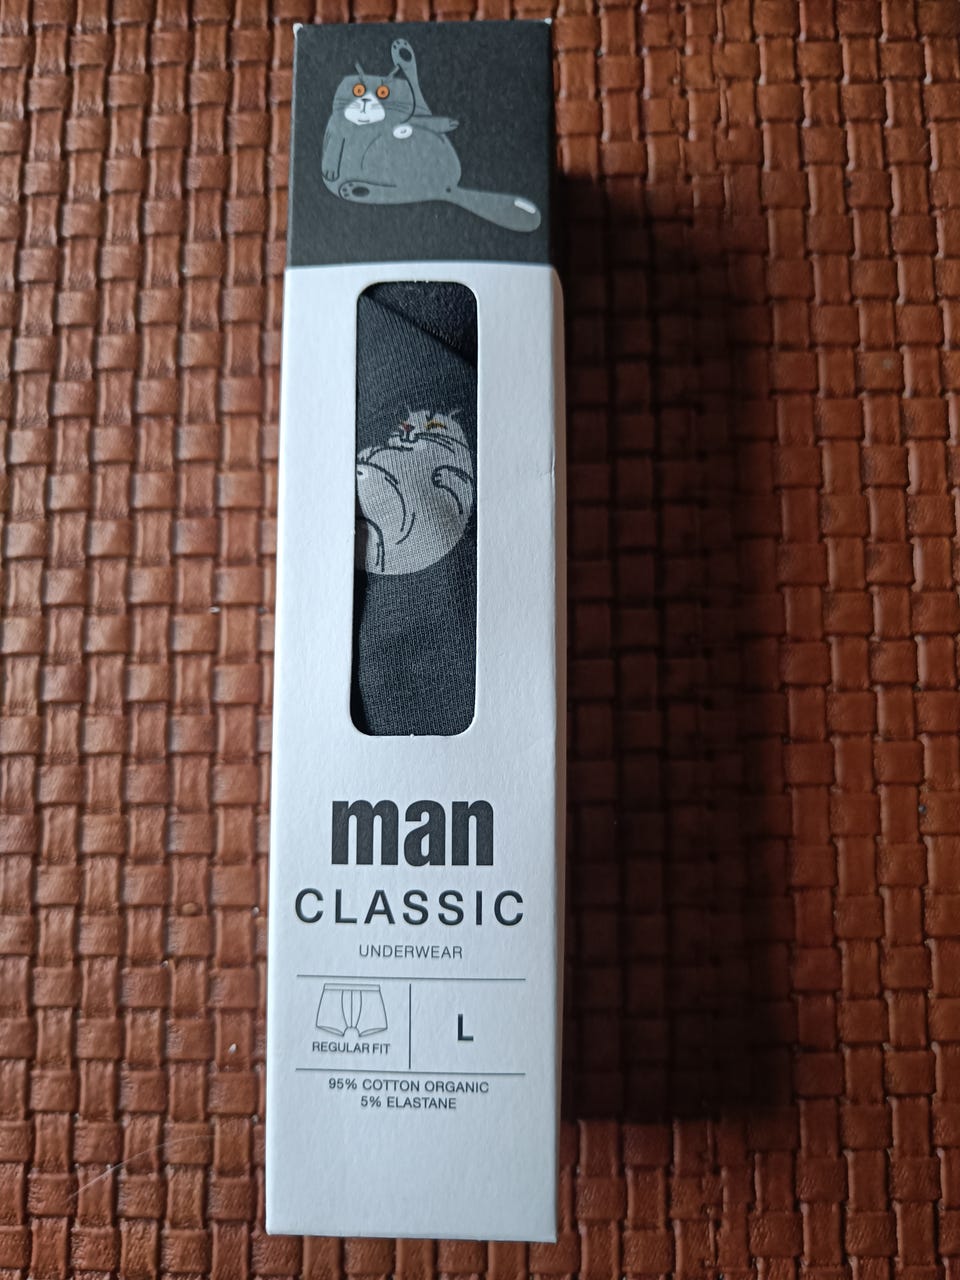 man
CLASSIC
UNDERWEAR
REGULAR FIT
L
95% COTTON ORGANIC
5% ELASTANE